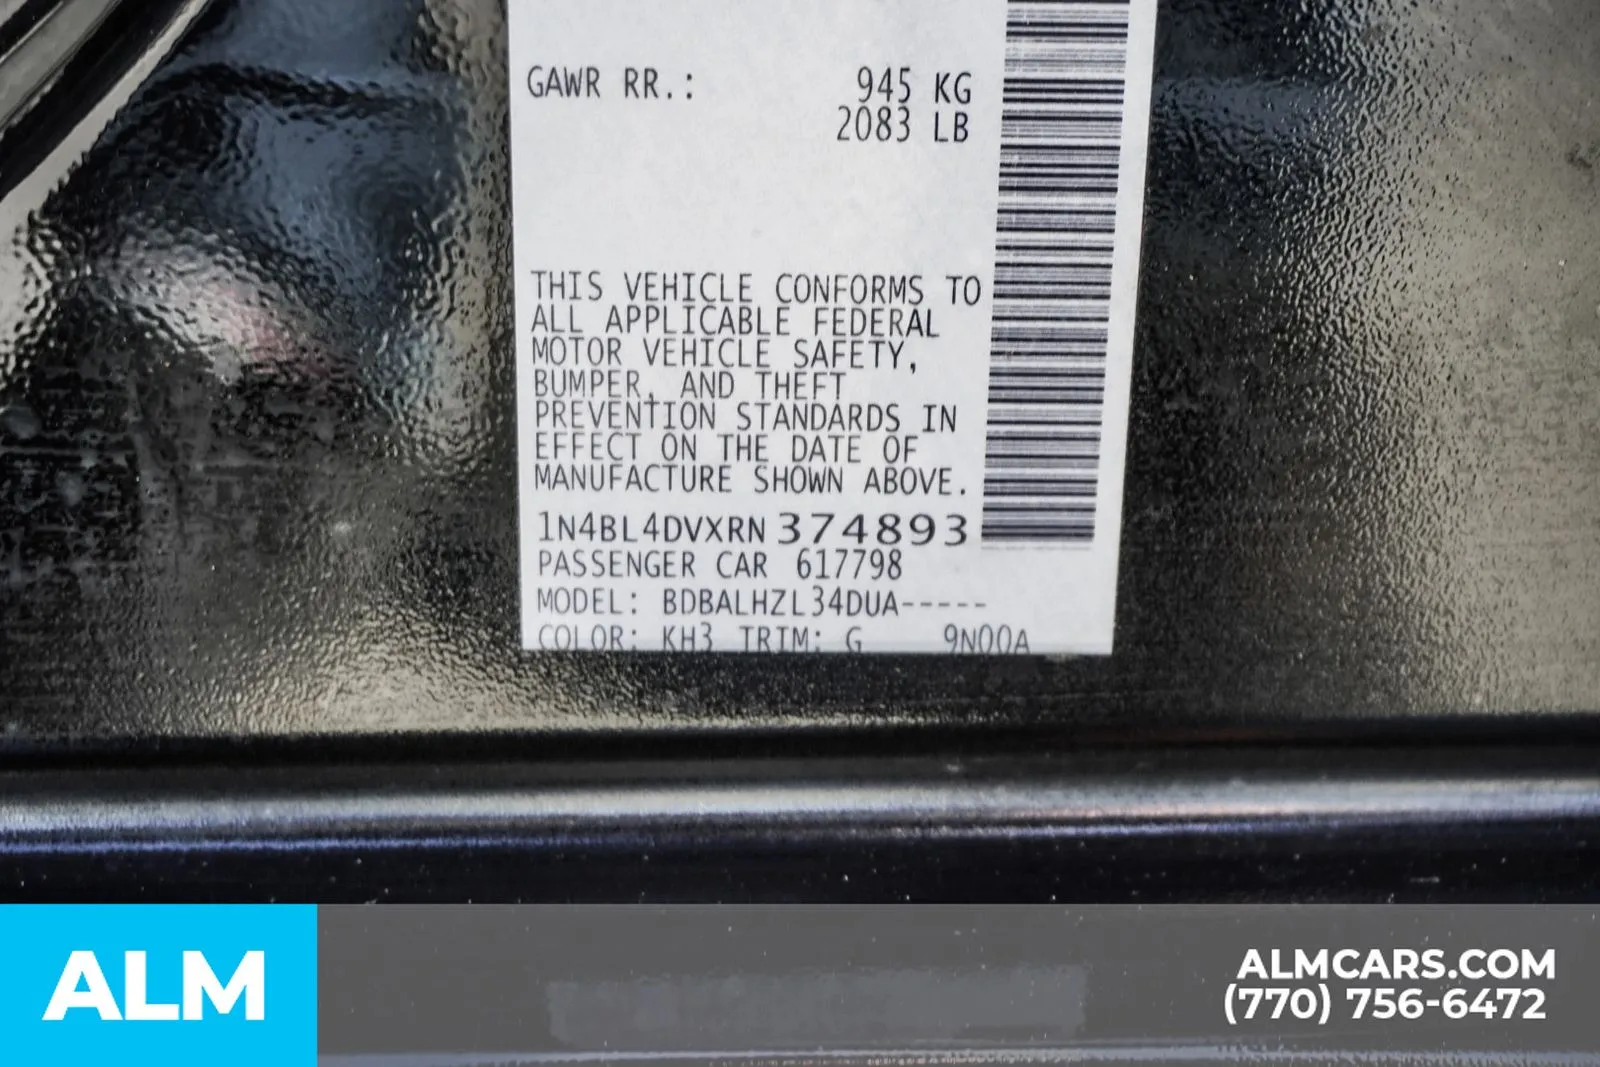 GAWR RR.: 945 KG
2083 LB
THIS VEHICLE CONFORMS TO
ALL APPLICABLE FEDERAL
MOTOR VEHICLE SAFETY,
BUMPER, AND THEFT
PREVENTION STANDARDS IN
EFFECT ON THE DATE OF
MANUFACTURE SHOWN ABOVE.
1N4BL4DVXRN 374893
PASSENGER CAR 617798
MODEL: BDBALHZL34DUA-----
COLOR: KH3 TRIM: G 9N00A
ALM
ALMCARS.COM
(770) 756-6472